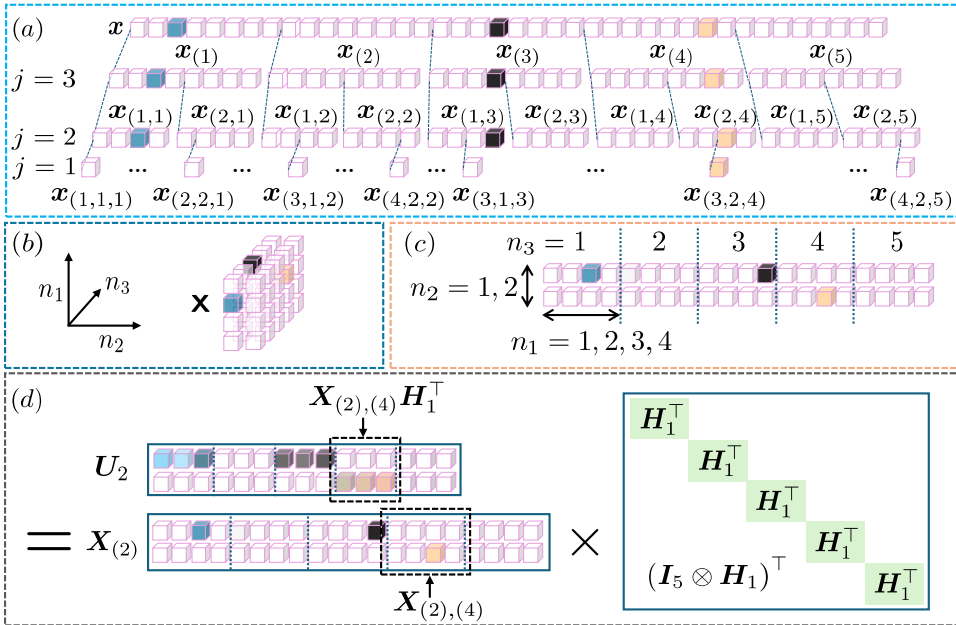 (a) x
x(1) x(2) x(3) x(4) x(5)
j = 3
x(1,1) x(2,1) x(1,2) x(2,2) x(1,3) x(2,3) x(1,4) x(2,4) x(1,5) x(2,5)
j = 2
j = 1 ... ... ... ... ... ...
x(1,1,1) x(2,2,1) x(3,1,2) x(4,2,2) x(3,1,3) x(3,2,4) x(4,2,5)
(b)
n1 n3 n2 X
(c) n3 = 1 2 3 4 5
n2 = 1, 2
n1 = 1, 2, 3, 4
(d) X(2),(4)H1⊤
U2
= X(2) ×
X(2),(4)
H1⊤
H1⊤
H1⊤
H1⊤
(I5 ⊗ H1)⊤ H1⊤